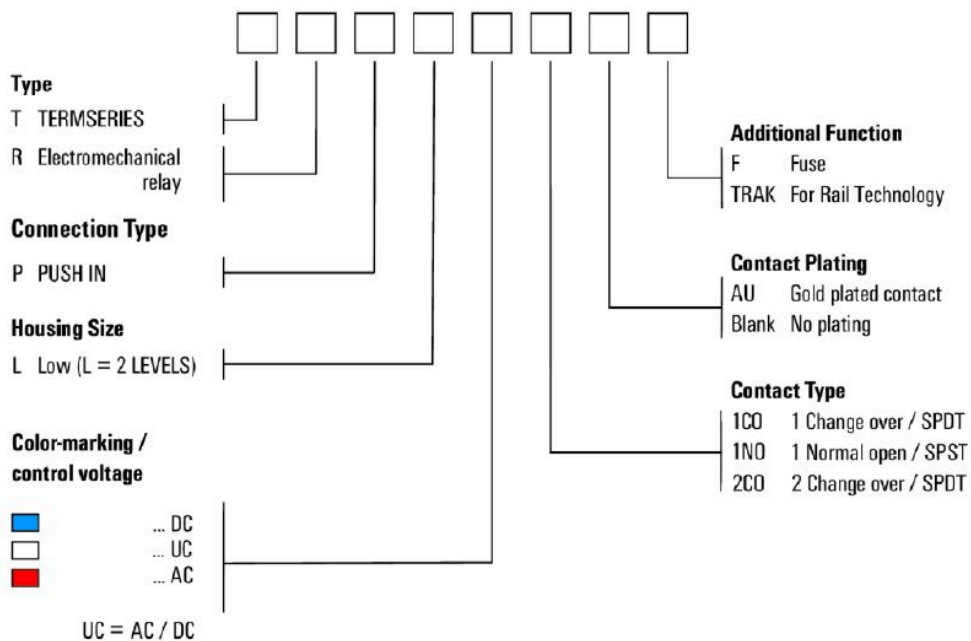 Type
T TERMSERIES
R Electromechanical
relay
Connection Type
P PUSH IN
Housing Size
L Low (L = 2 LEVELS)
Color-marking /
control voltage
... DC
... UC
... AC
UC = AC / DC
Additional Function
F Fuse
TRAK For Rail Technology
Contact Plating
AU Gold plated contact
Blank No plating
Contact Type
1CO 1 Change over / SPDT
1NO 1 Normal open / SPST
2CO 2 Change over / SPDT